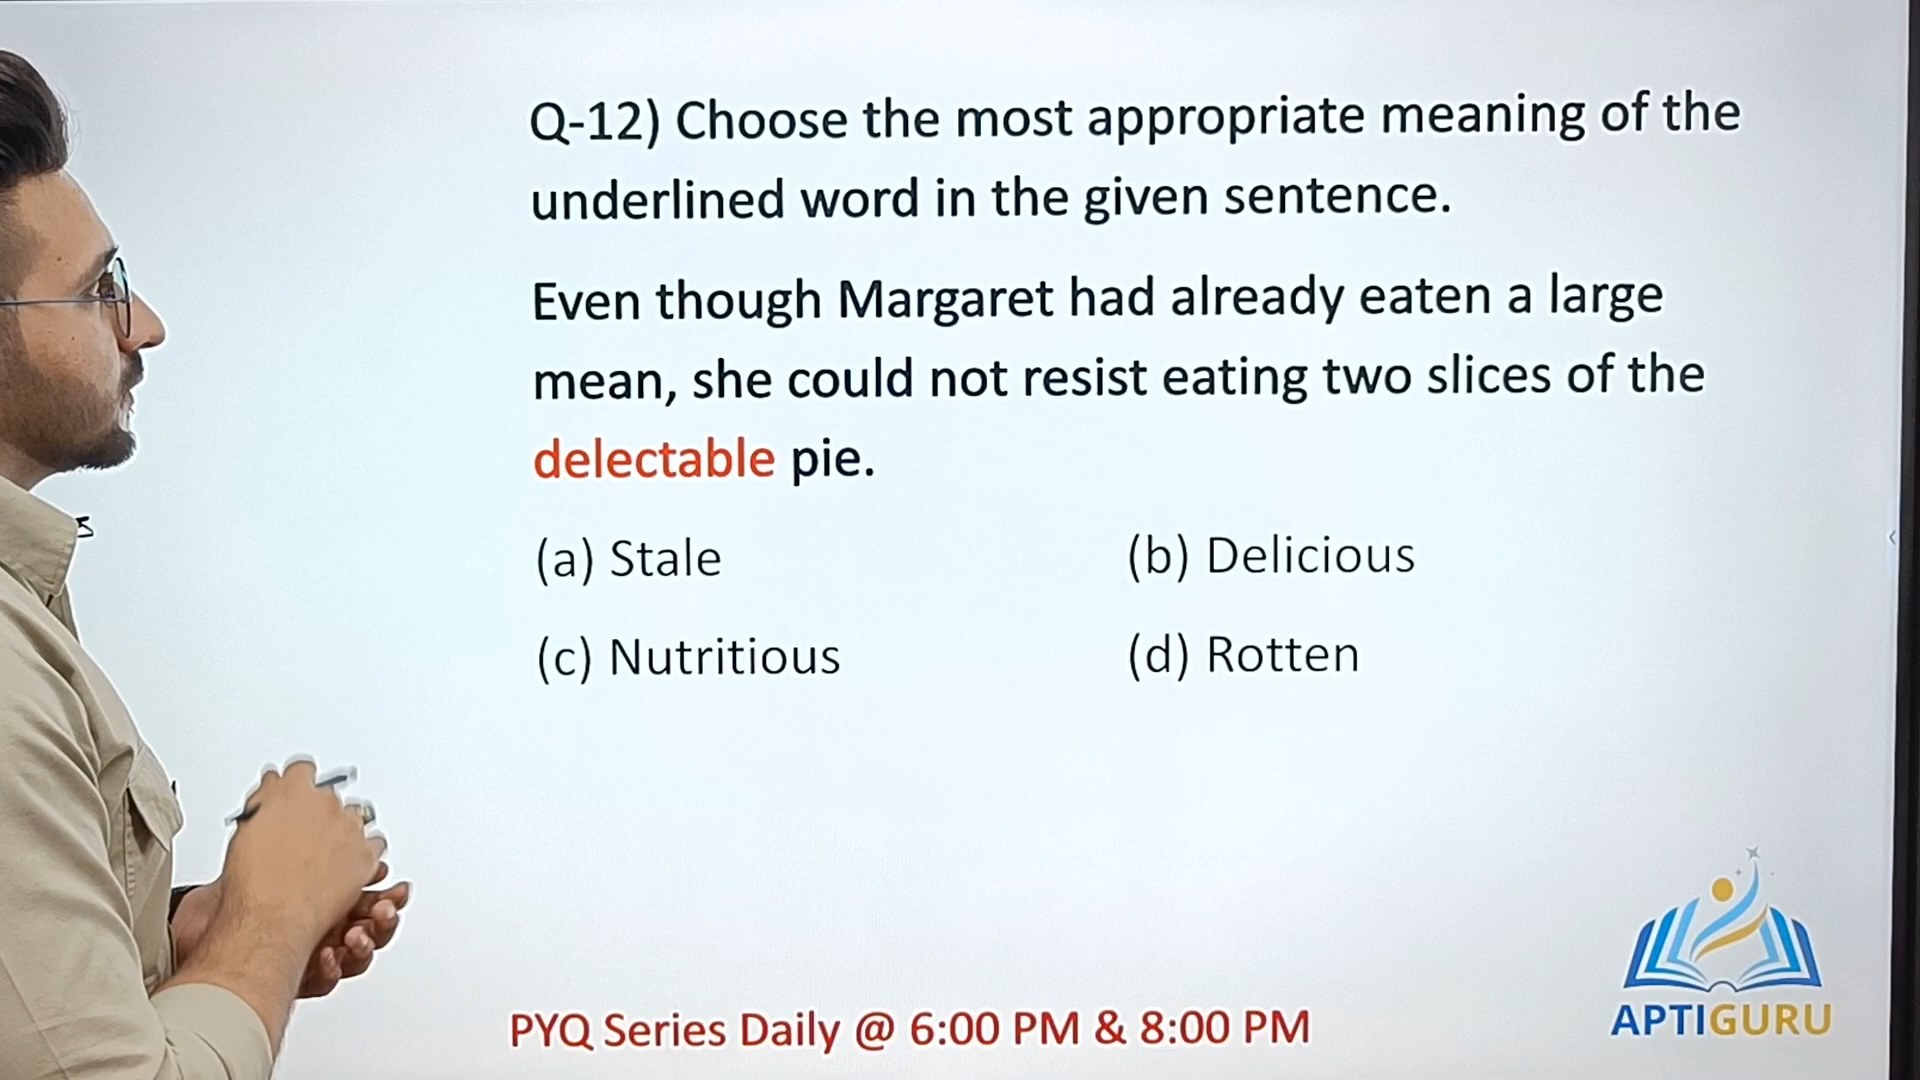 Q-12) Choose the most appropriate meaning of the
underlined word in the given sentence.
Even though Margaret had already eaten a large
mean, she could not resist eating two slices of the
delectable pie.
(a) Stale
(b) Delicious
(c) Nutritious
(d) Rotten
APTIGURU
PYQ Series Daily @ 6:00 PM & 8:00 PM